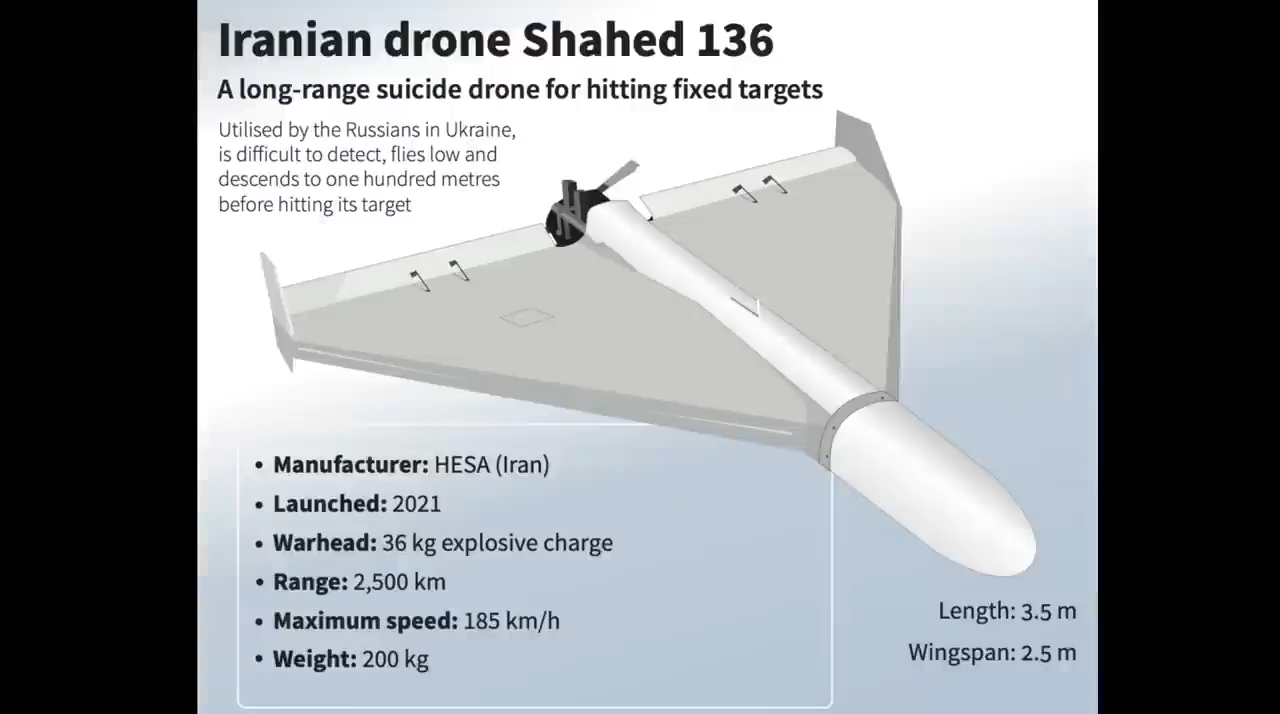 Iranian drone Shahed 136
A long-range suicide drone for hitting fixed targets
Utilised by the Russians in Ukraine,
is difficult to detect, flies low and
descends to one hundred metres
before hitting its target
• Manufacturer: HESA (Iran)
• Launched: 2021
• Warhead: 36 kg explosive charge
• Range: 2,500 km
• Maximum speed: 185 km/h
• Weight: 200 kg
Length: 3.5 m
Wingspan: 2.5 m